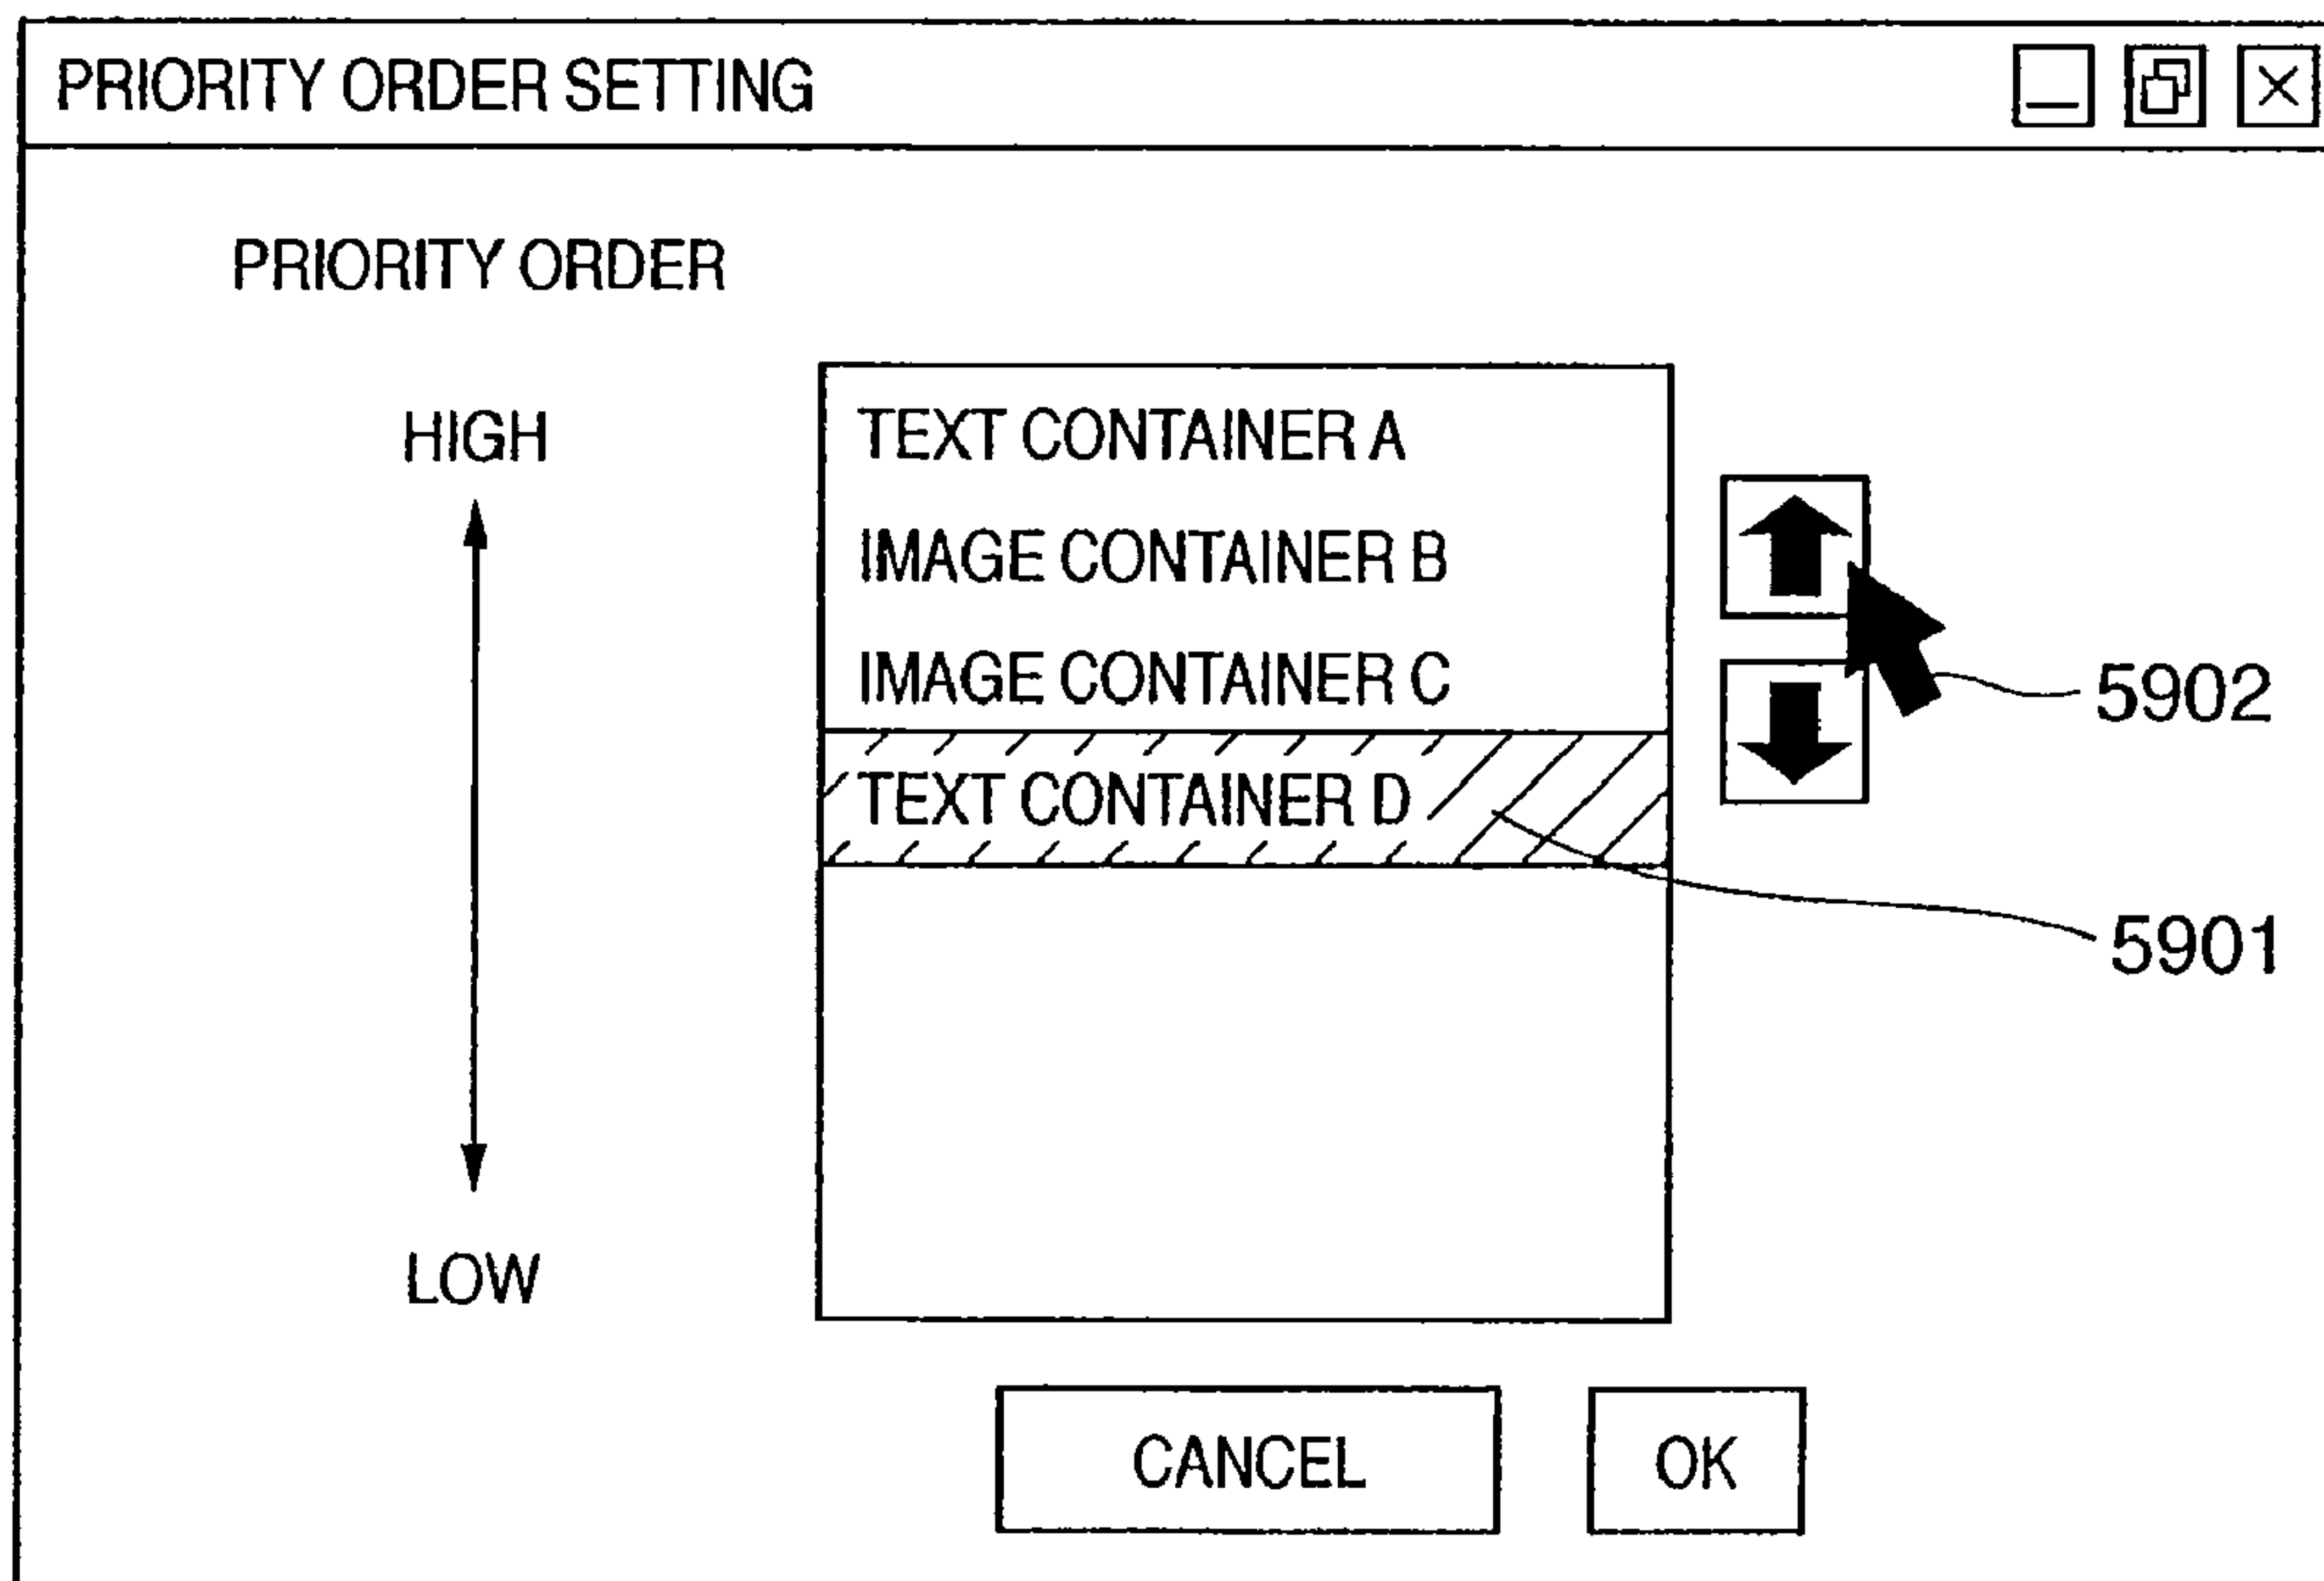 PRIORITY ORDER SETTING
PRIORITY ORDER
HIGH
TEXT CONTAINER A
IMAGE CONTAINER B
IMAGE CONTAINER C
5902
TEXT CONTAINER D
5901
LOW
CANCEL
OK